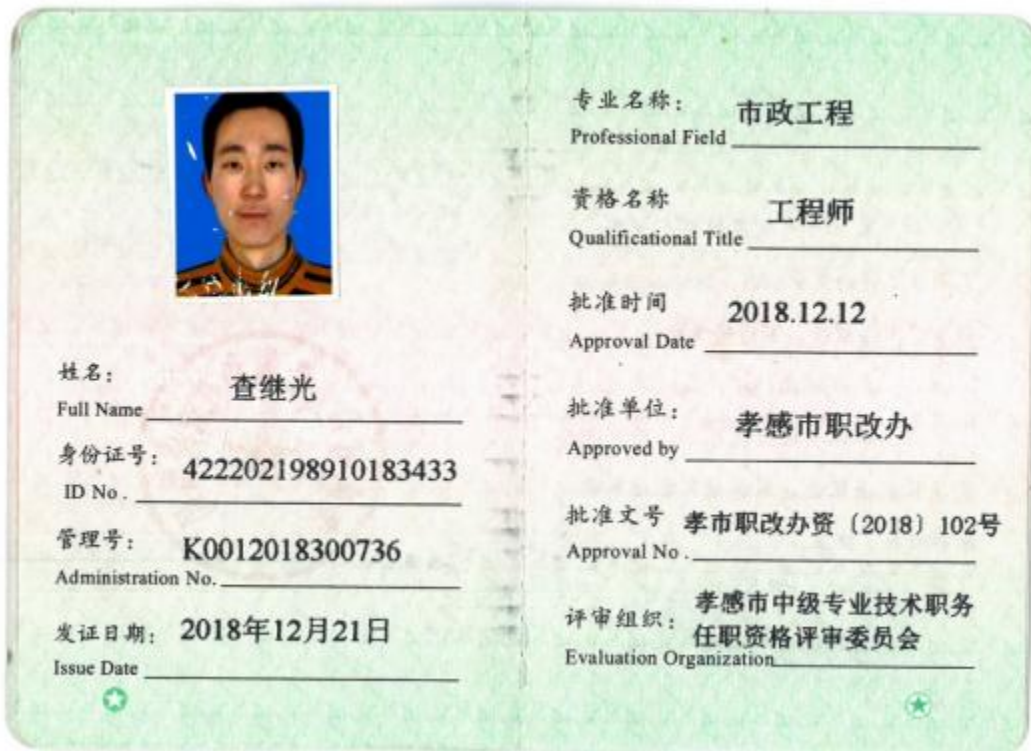 姓名： 查继光
Full Name
身份证号： 422202198910183433
ID No .
管理号： K0012018300736
Administration No.
发证日期： 2018年12月21日
Issue Date
专业名称： 市政工程
Professional Field
资格名称 工程师
Qualificational Title
批准时间 2018.12.12
Approval Date
批准单位： 孝感市职改办
Approved by
批准文号 孝市职改办资〔2018〕102号
Approval No .
评审组织： 孝感市中级专业技术职务
任职资格评审委员会
Evaluation Organization